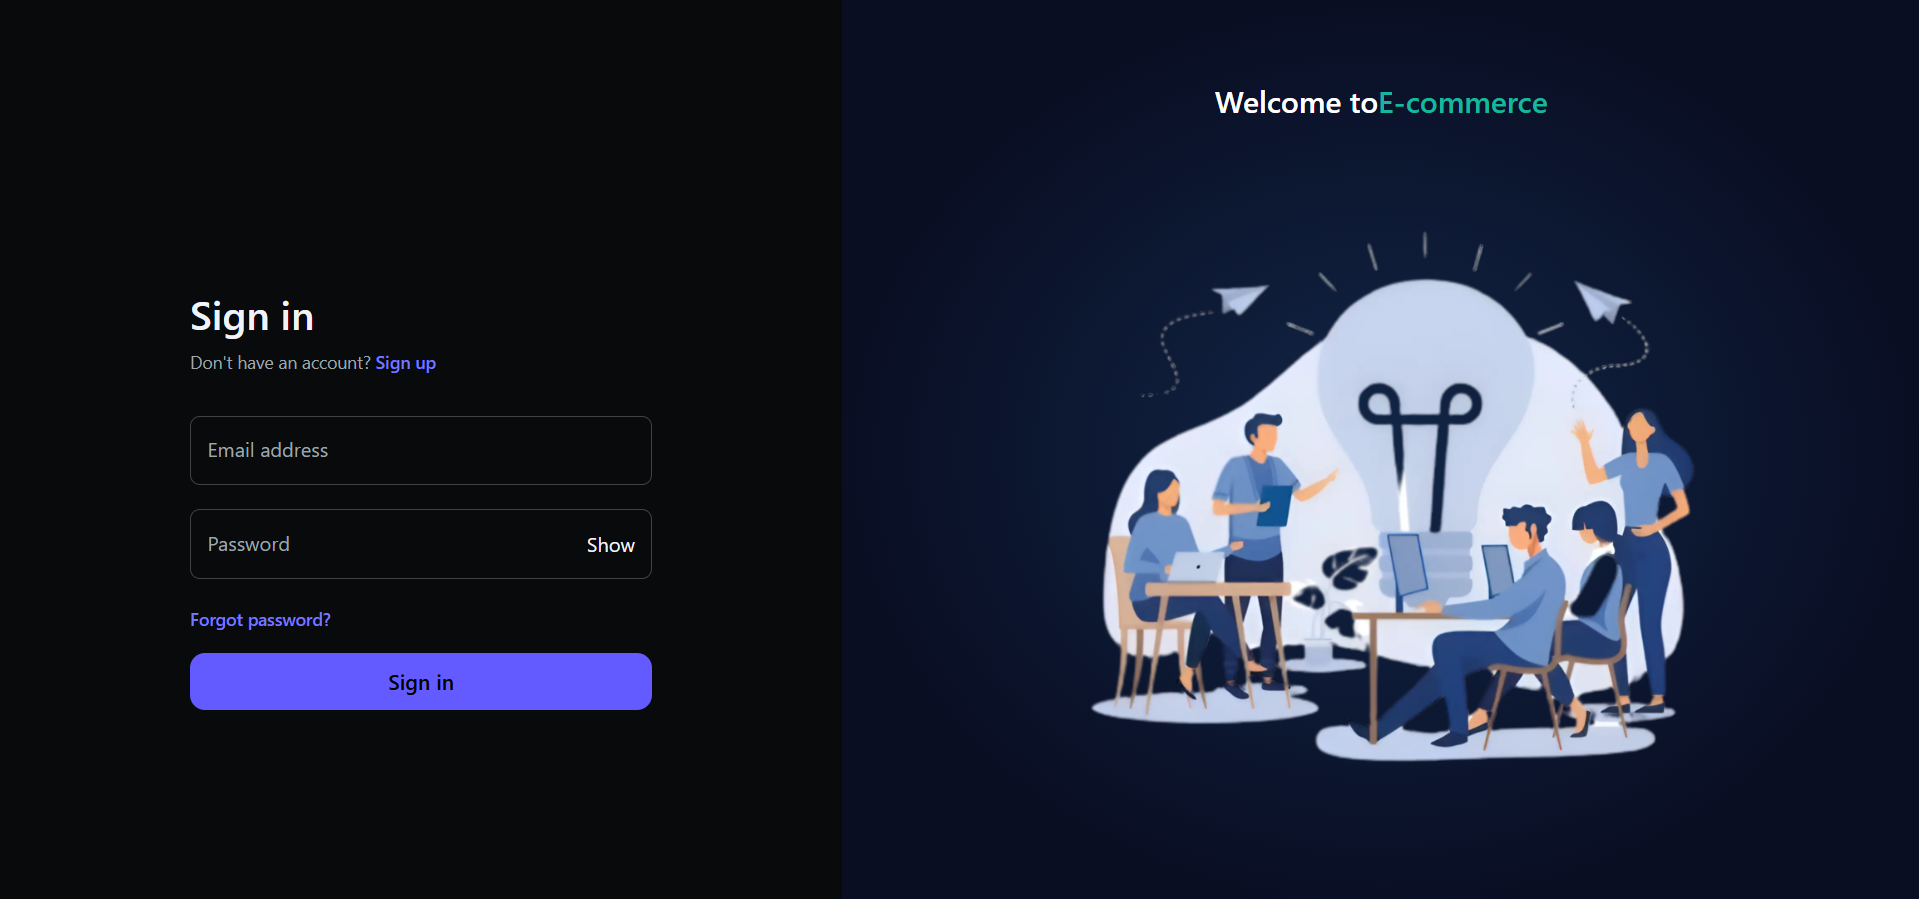 Sign in
Don't have an account? Sign up
Email address
Password Show
Forgot password?
Sign in
Welcome toE-commerce